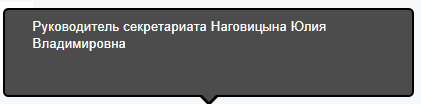 Руководитель секретариата Наговицына Юлия
Владимировна